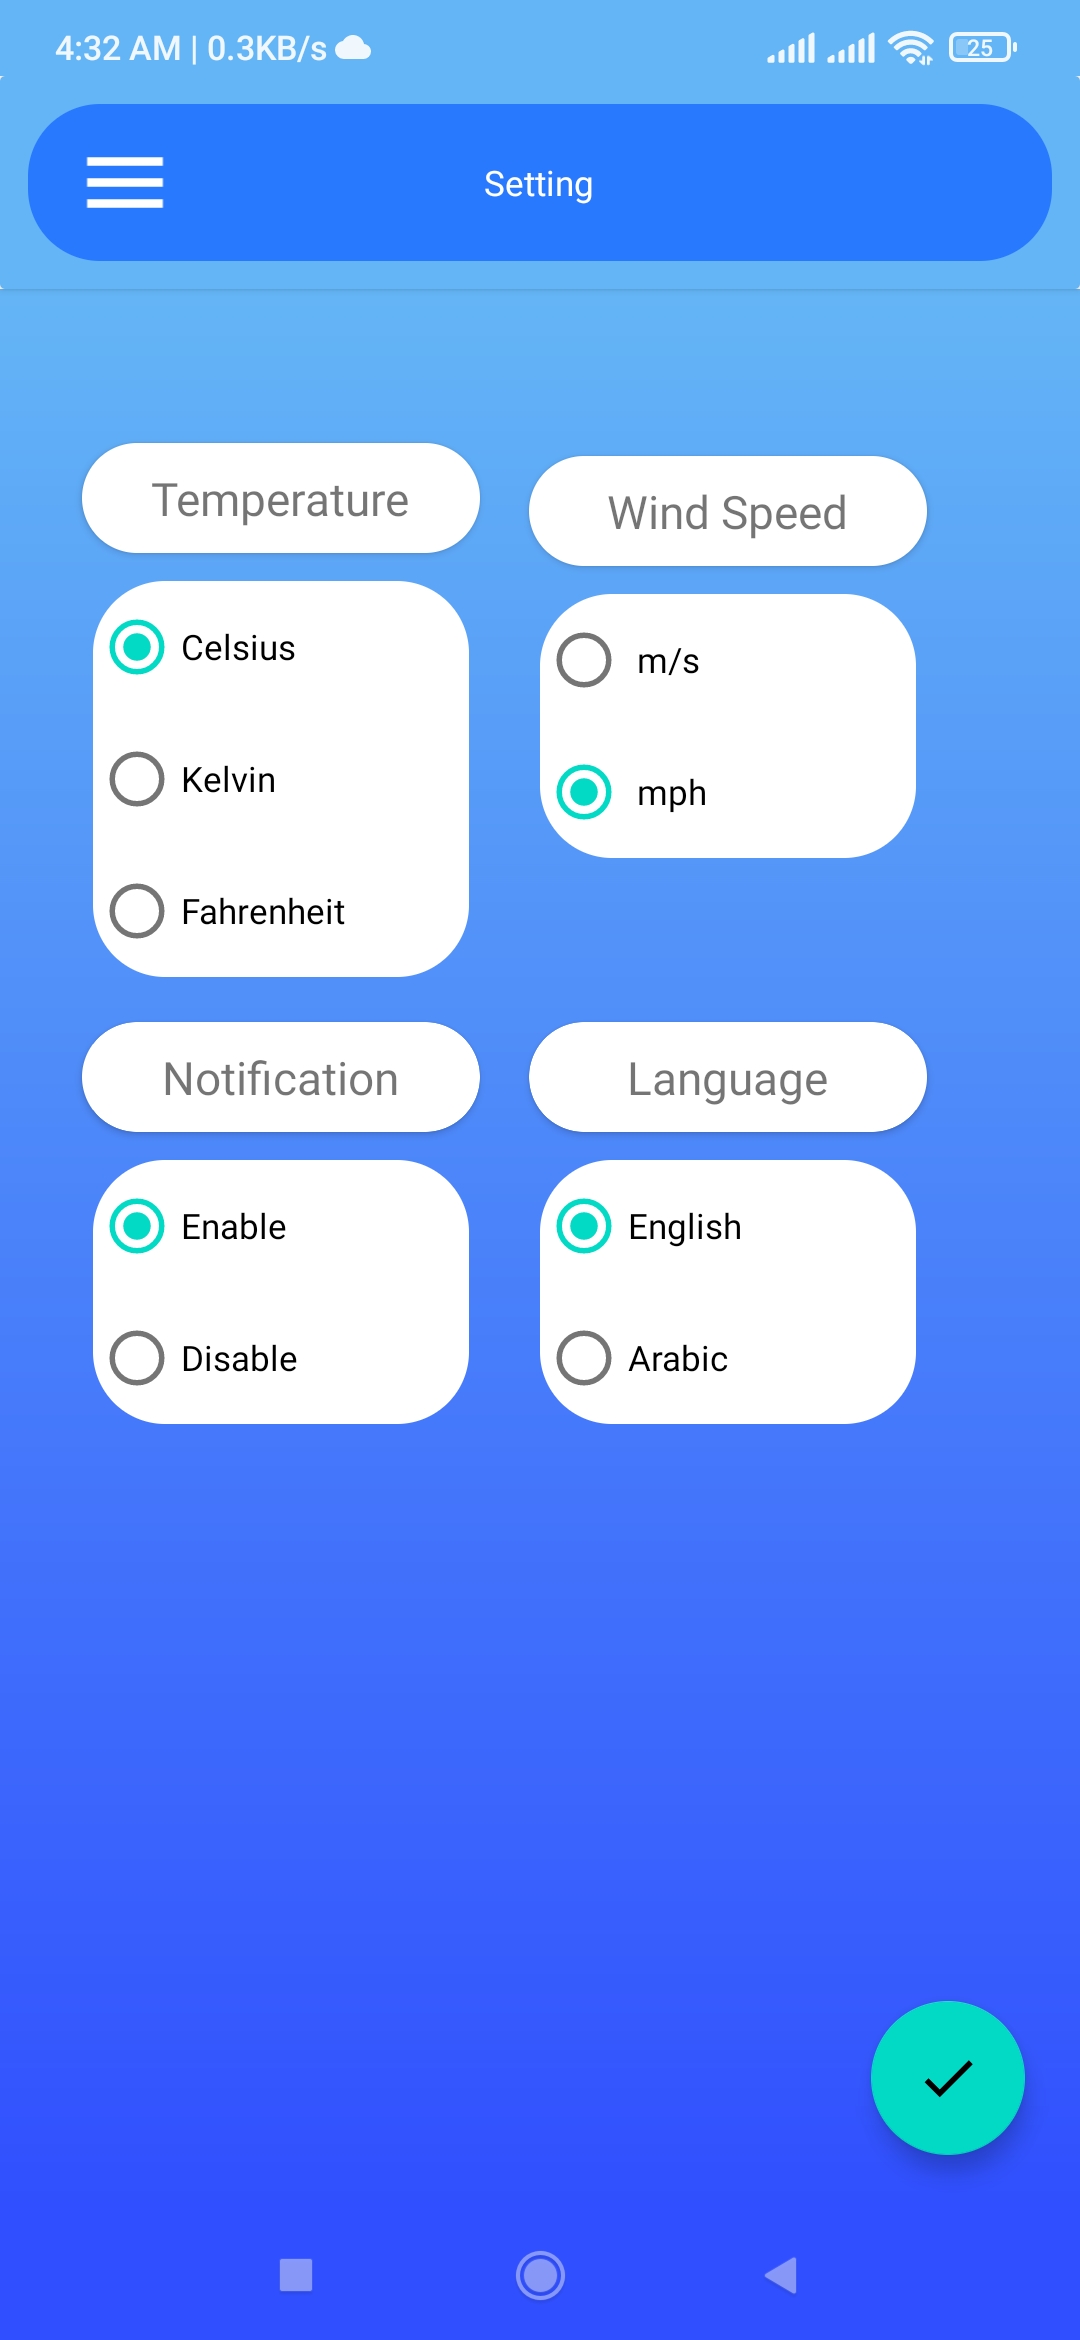 4:32 AM | 0.3KB/s
25
Setting
Temperature
Celsius
Kelvin
Fahrenheit
Wind Speed
m/s
mph
Notification
Enable
Disable
Language
English
Arabic